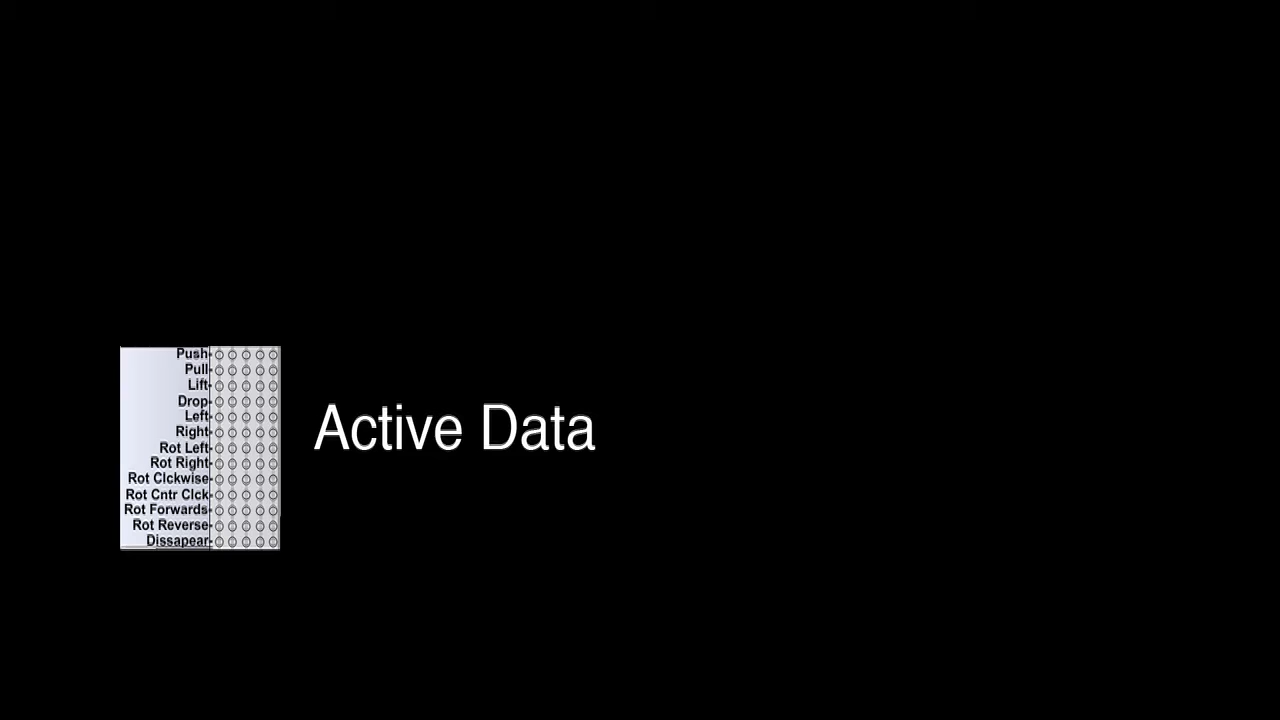 Push
Pull
Lift
Drop
Left
Right
Rot Left
Rot Right
Rot Clckwise
Rot Cntr Clck
Rot Forwards
Rot Reverse
Dissapear
Active Data